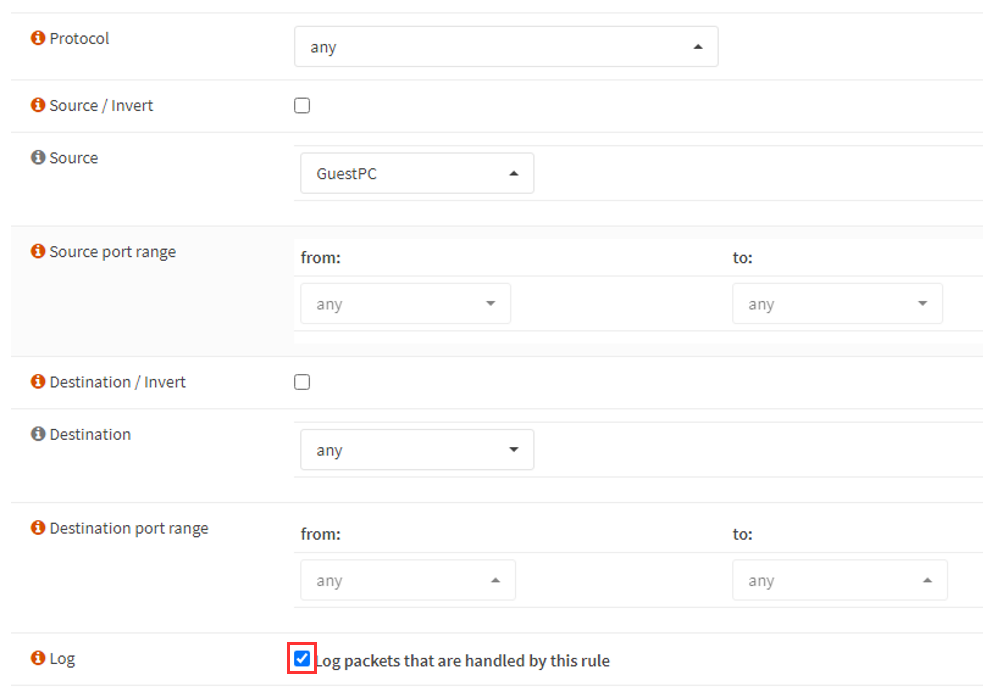 Protocol
any
Source / Invert
Source
GuestPC
Source port range
from:
to:
any
any
Destination / Invert
Destination
any
Destination port range
from:
to:
any
any
Log
Log packets that are handled by this rule